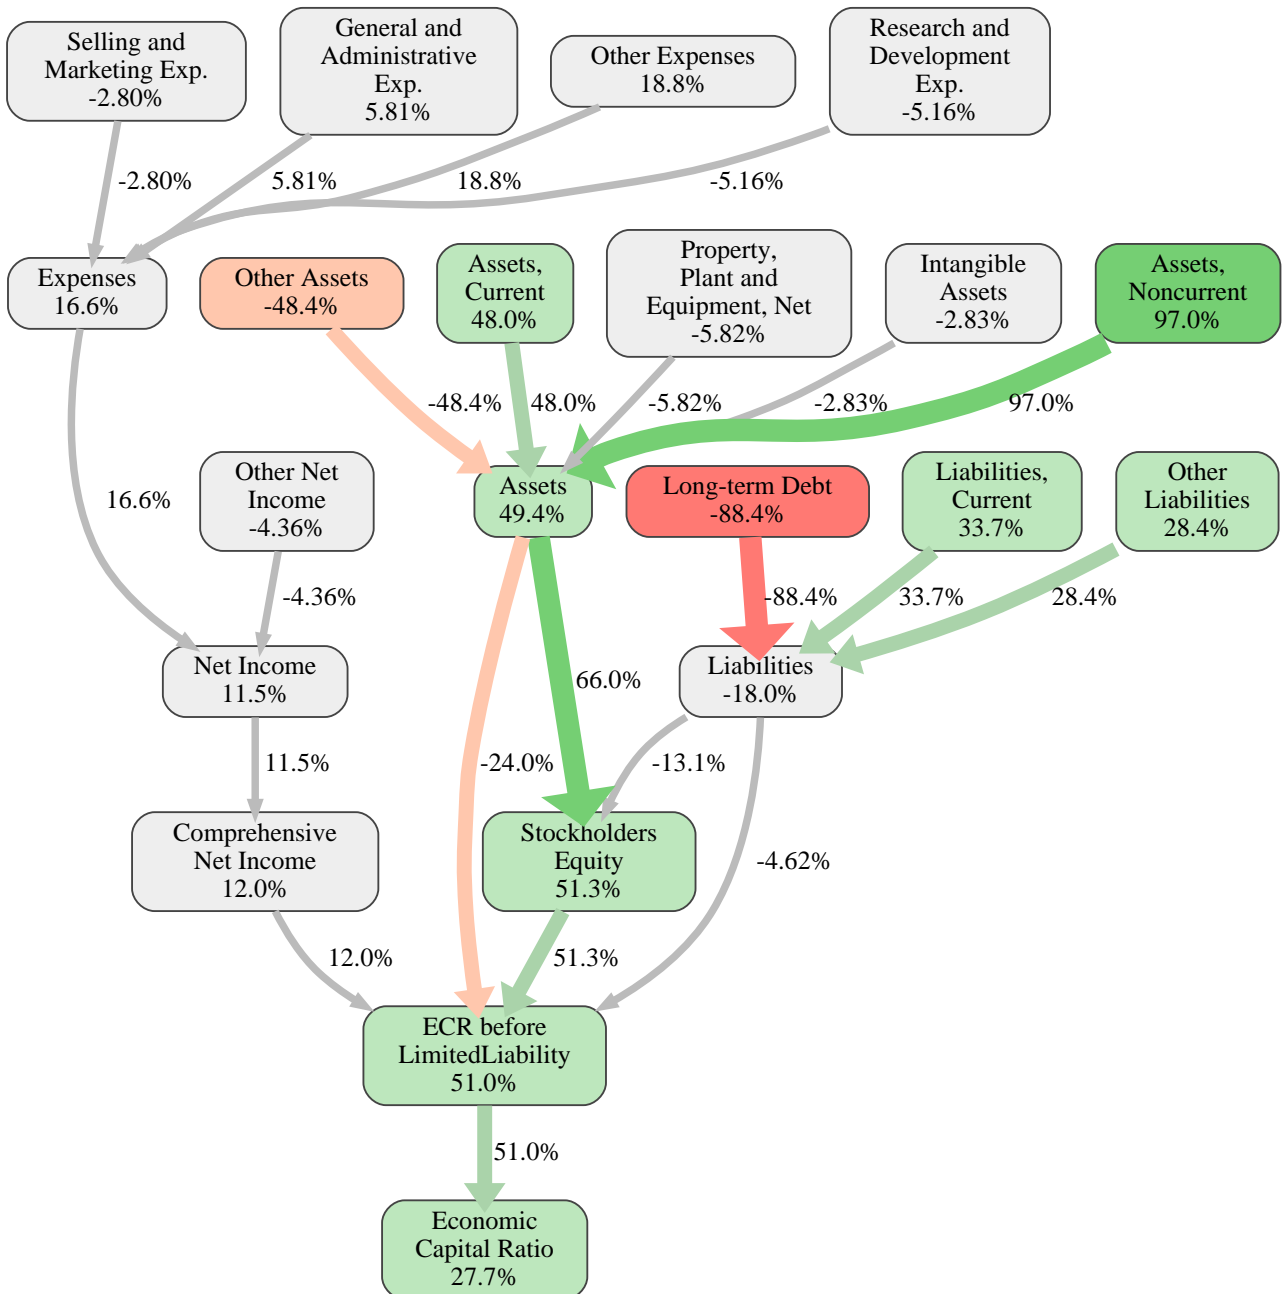 Selling and
Marketing Exp.
-2.80%
General and
Administrative
Exp.
5.81%
Other Expenses
18.8%
Research and
Development
Exp.
-5.16%
-2.80%
5.81%
18.8%
-5.16%
Expenses
16.6%
Other Assets
-48.4%
Assets,
Current
48.0%
Property,
Plant and
Equipment, Net
-5.82%
Intangible
Assets
-2.83%
Assets,
Noncurrent
97.0%
-48.4%
48.0%
-5.82%
-2.83%
97.0%
16.6%
Other Net
Income
-4.36%
Assets
49.4%
Long-term Debt
-88.4%
Liabilities,
Current
33.7%
Other
Liabilities
28.4%
-4.36%
-88.4%
33.7%
28.4%
Net Income
11.5%
66.0%
Liabilities
-18.0%
11.5%
-24.0%
-13.1%
Comprehensive
Net Income
12.0%
Stockholders
Equity
51.3%
-4.62%
12.0%
51.3%
ECR before
LimitedLiability
51.0%
51.0%
Economic
Capital Ratio
27.7%